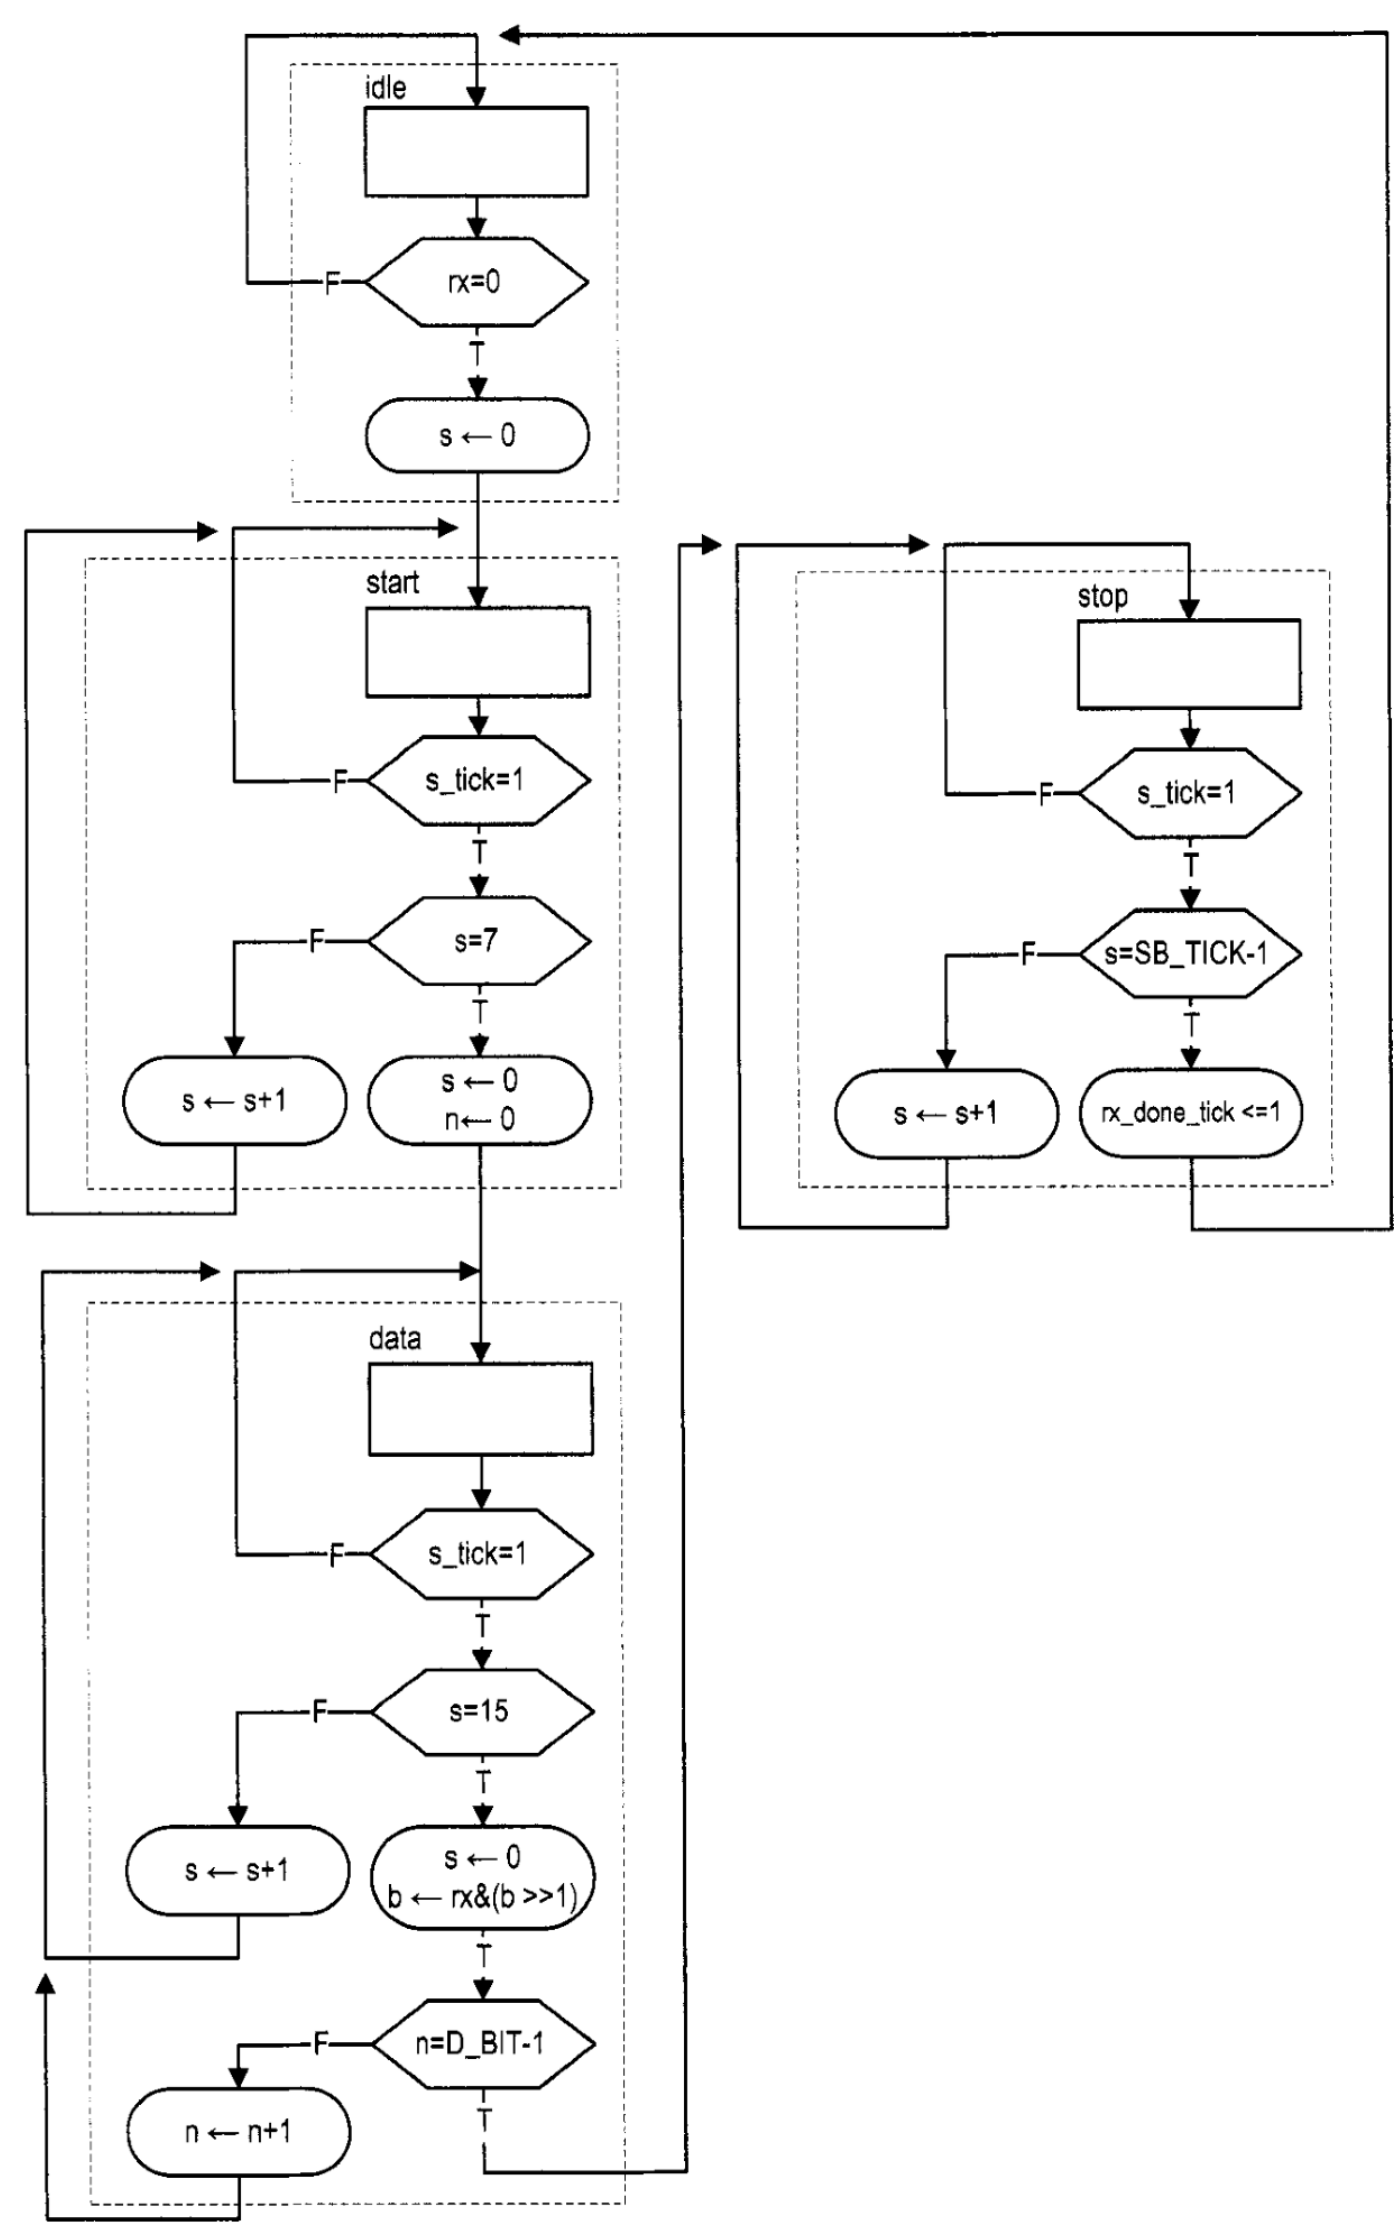 idle
rx=0
F
T
s ← 0
start
s_tick=1
F
T
s=7
F
T
s ← s+1
s ← 0
n← 0
data
s_tick=1
F
T
s=15
F
T
s ← s+1
s ← 0
b ← rx&(b >>1)
T
n=D_BIT-1
F
T
n ← n+1
stop
s_tick=1
F
T
s=SB_TICK-1
F
T
s ← s+1
rx_done_tick <=1